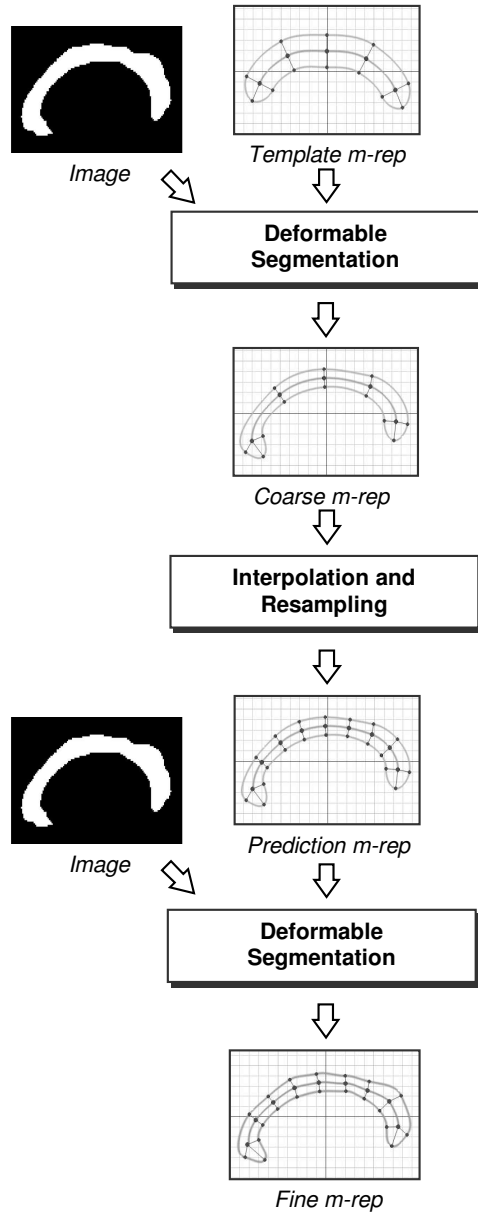 Image
Template m-rep
Deformable
Segmentation
Coarse m-rep
Interpolation and
Resampling
Image
Prediction m-rep
Deformable
Segmentation
Fine m-rep